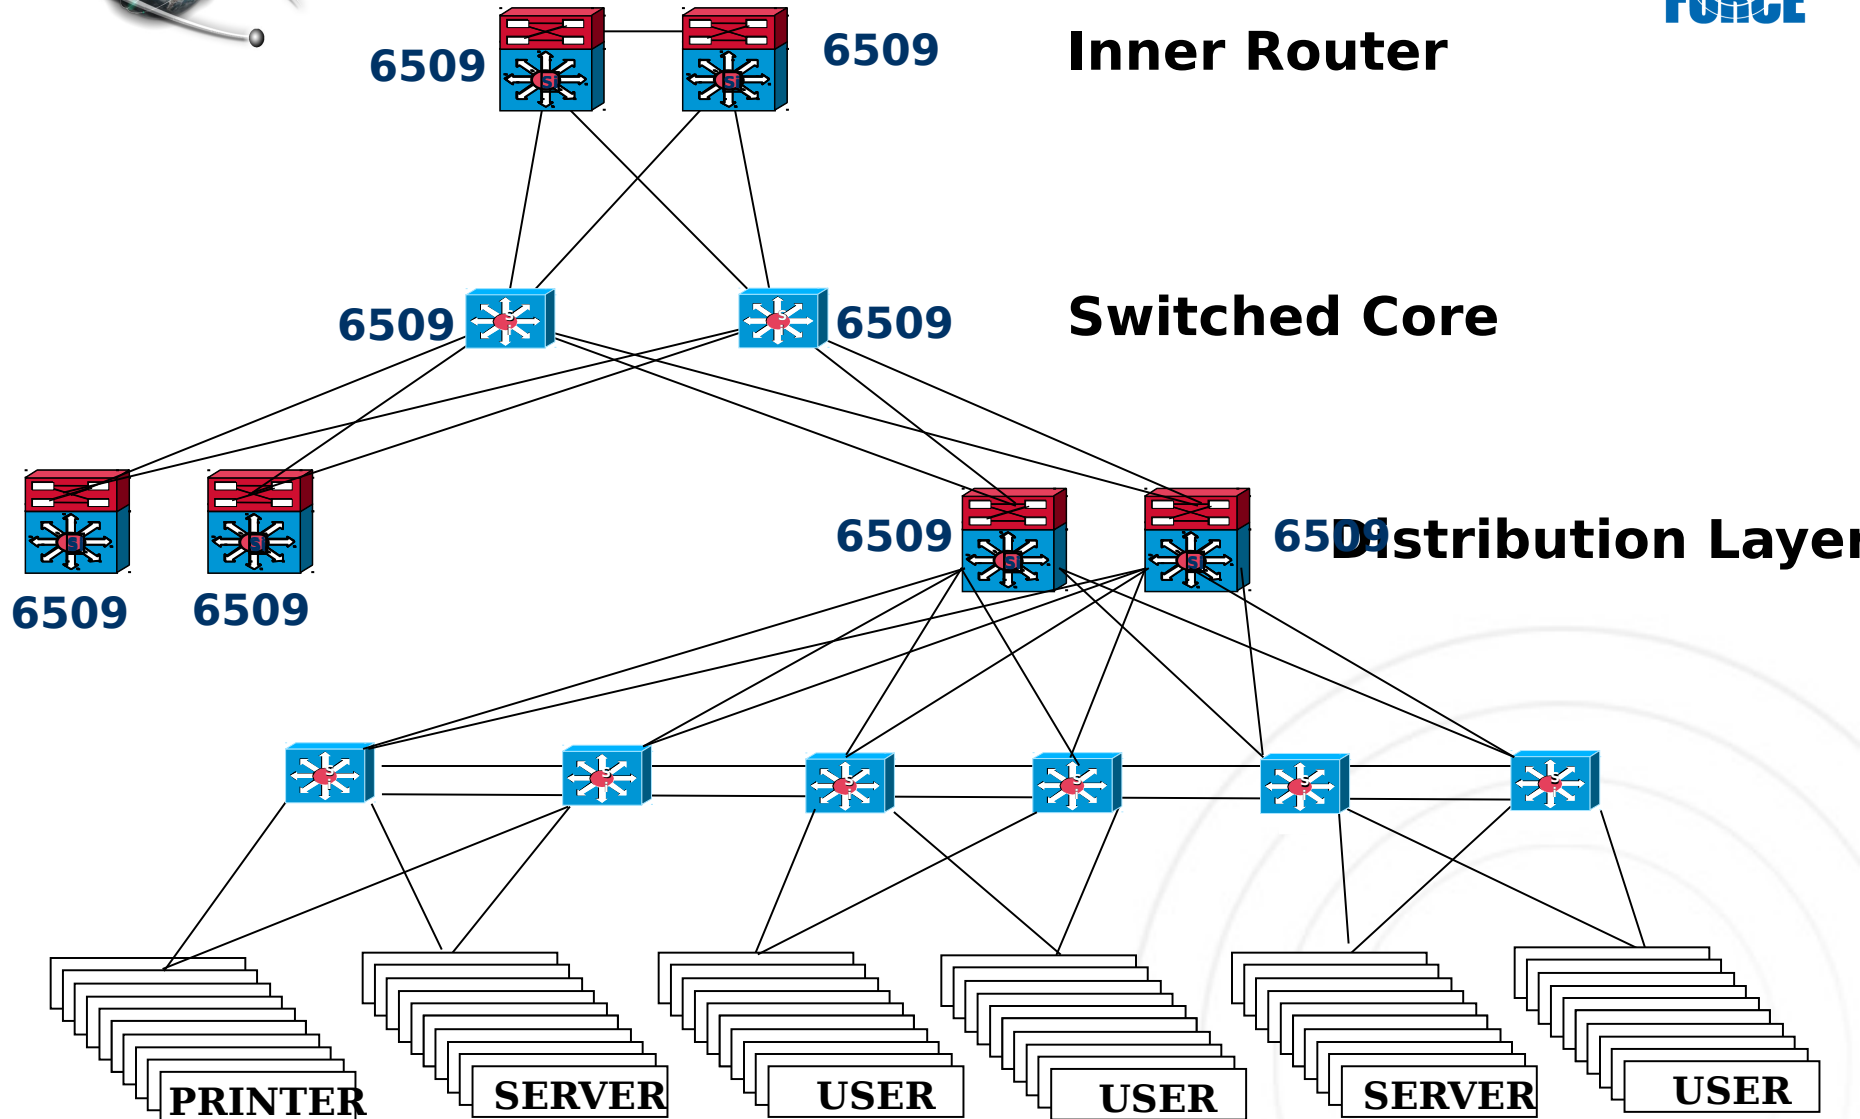 FORCE
6509
6509
Inner Router
6509
6509
Switched Core
6509
6509
Distribution Layer
6509
6509
PRINTER
SERVER
USER
USER
SERVER
USER